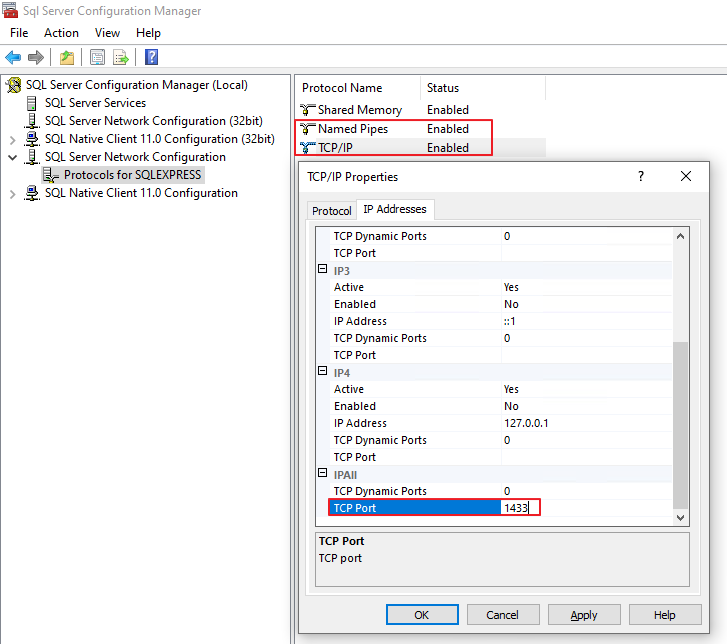 Sql Server Configuration Manager
File Action View Help
SQL Server Configuration Manager (Local)
SQL Server Services
SQL Server Network Configuration (32bit)
SQL Native Client 11.0 Configuration (32bit)
SQL Server Network Configuration
Protocols for SQLEXPRESS
SQL Native Client 11.0 Configuration
Protocol Name Status
Shared Memory Enabled
Named Pipes Enabled
TCP/IP Enabled
TCP/IP Properties
Protocol IP Addresses
TCP Dynamic Ports 0
TCP Port
IP3
Active Yes
Enabled No
IP Address ::1
TCP Dynamic Ports 0
TCP Port
IP4
Active Yes
Enabled No
IP Address 127.0.0.1
TCP Dynamic Ports 0
TCP Port
IPAll
TCP Dynamic Ports 0
TCP Port 1433
TCP Port
TCP port
OK Cancel Apply Help